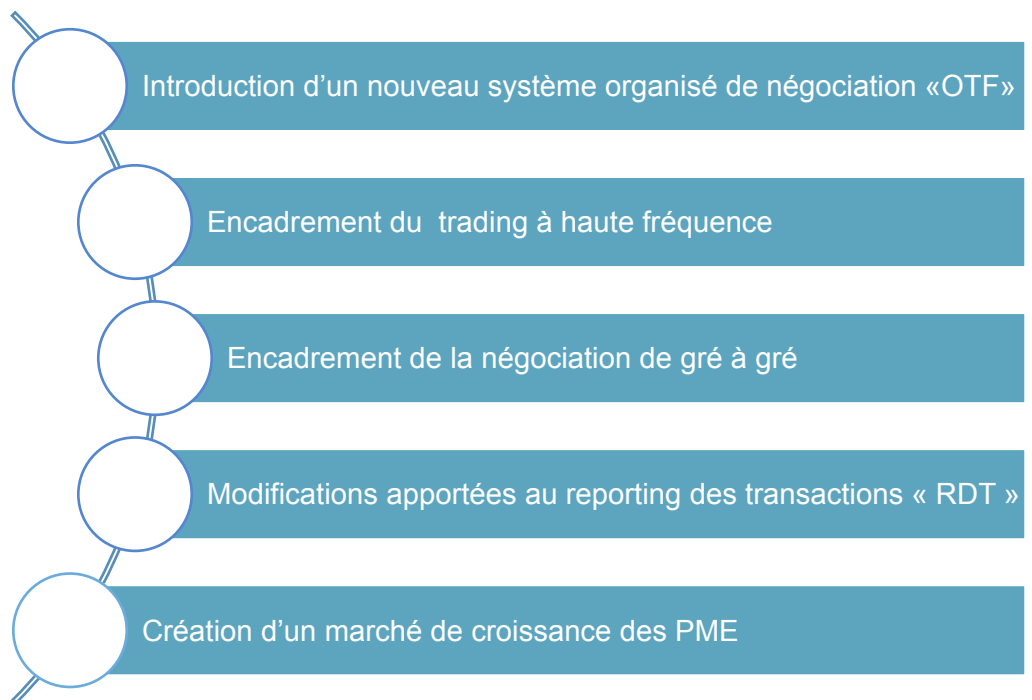 Introduction d’un nouveau système organisé de négociation «OTF»
Encadrement du  trading à haute fréquence
Encadrement de la négociation de gré à gré
Modifications apportées au reporting des transactions « RDT »
Création d’un marché de croissance des PME